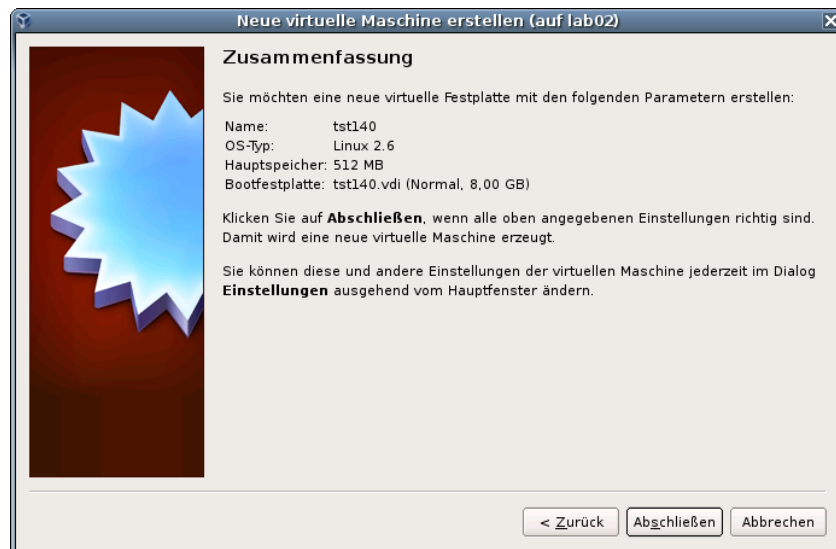 Neue virtuelle Maschine erstellen (auf lab02)
Zusammenfassung
Sie möchten eine neue virtuelle Festplatte mit den folgenden Parametern erstellen:
Name: tst140
OS-Typ: Linux 2.6
Hauptspeicher: 512 MB
Bootfestplatte: tst140.vdi (Normal, 8,00 GB)
Klicken Sie auf Abschließen, wenn alle oben angegebenen Einstellungen richtig sind.
Damit wird eine neue virtuelle Maschine erzeugt.
Sie können diese und andere Einstellungen der virtuellen Maschine jederzeit im Dialog
Einstellungen ausgehend vom Hauptfenster ändern.
< Zurück Abschließen Abbrechen